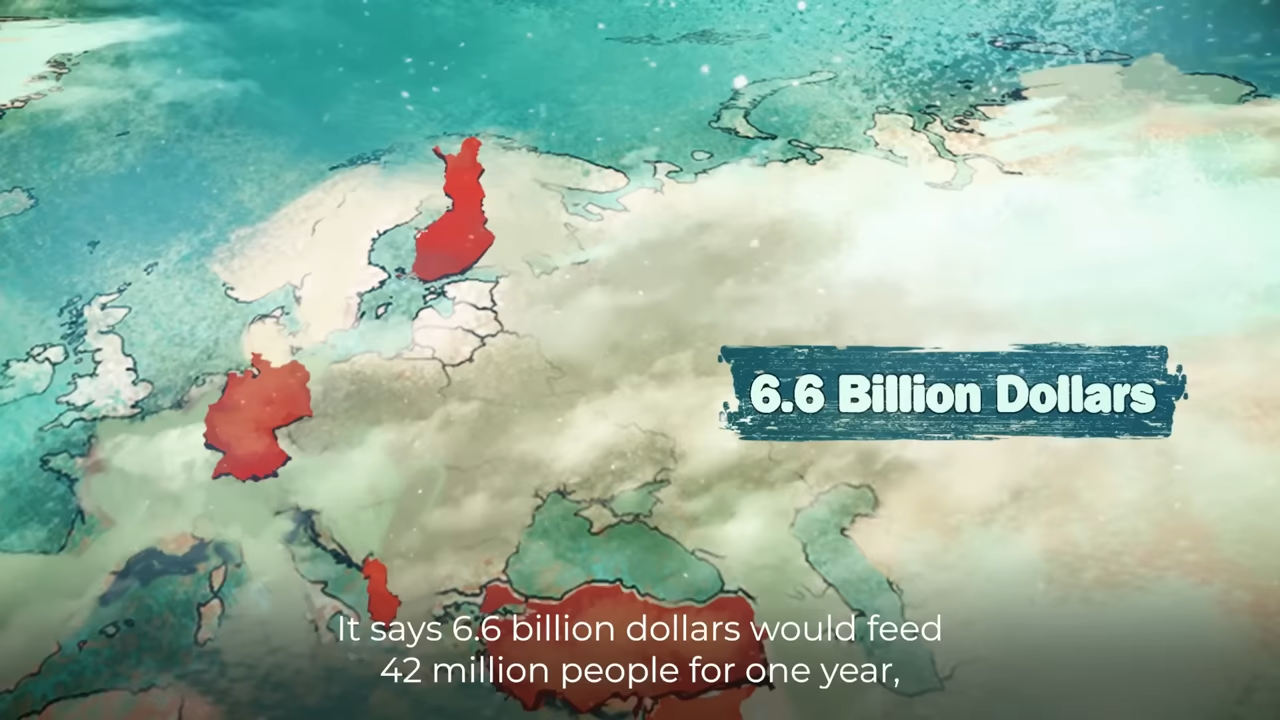 6.6 Billion Dollars
It says 6.6 billion dollars would feed
42 million people for one year,